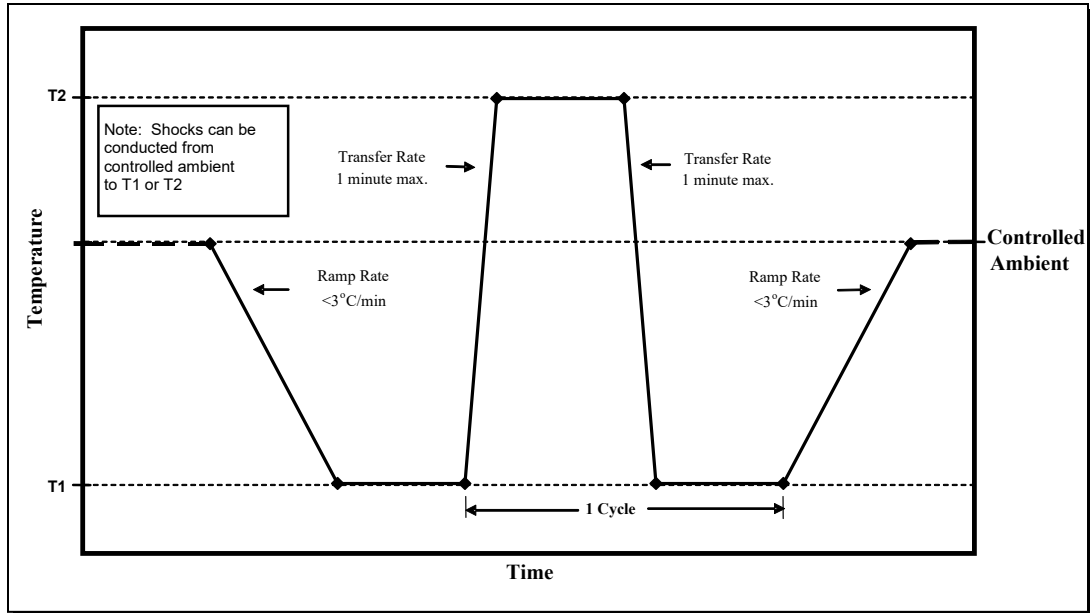 T2
Note: Shocks can be
conducted from
controlled ambient
to T1 or T2
Transfer Rate
1 minute max.
Transfer Rate
1 minute max.
Temperature
Controlled
Ambient
Ramp Rate
<3°C/min
Ramp Rate
<3°C/min
T1
1 Cycle
Time